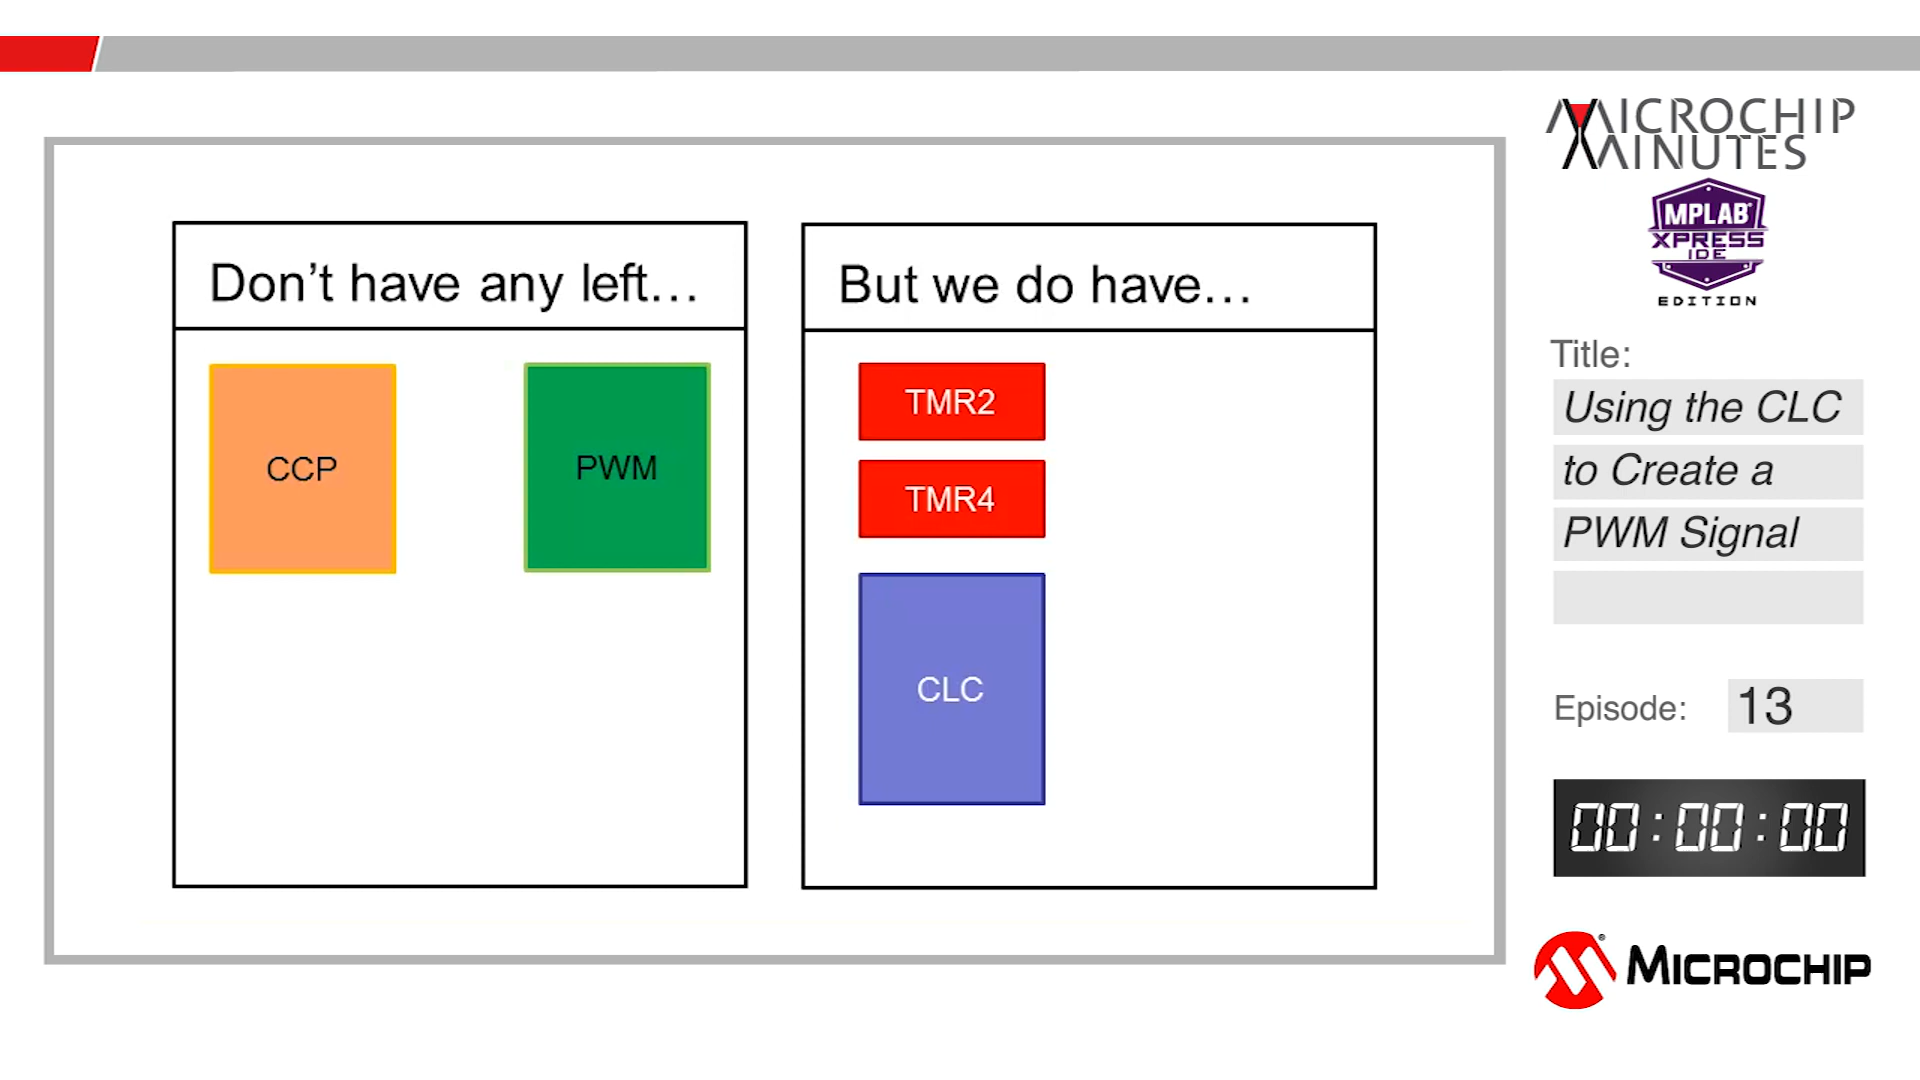 Don't have any left...
CCP
PWM
But we do have...
TMR2
TMR4
CLC
MICROCHIP
MINUTES
MPLAB
XPRESS
IDE
EDITION
Title:
Using the CLC
to Create a
PWM Signal
Episode: 13
00:00:00
MICROCHIP